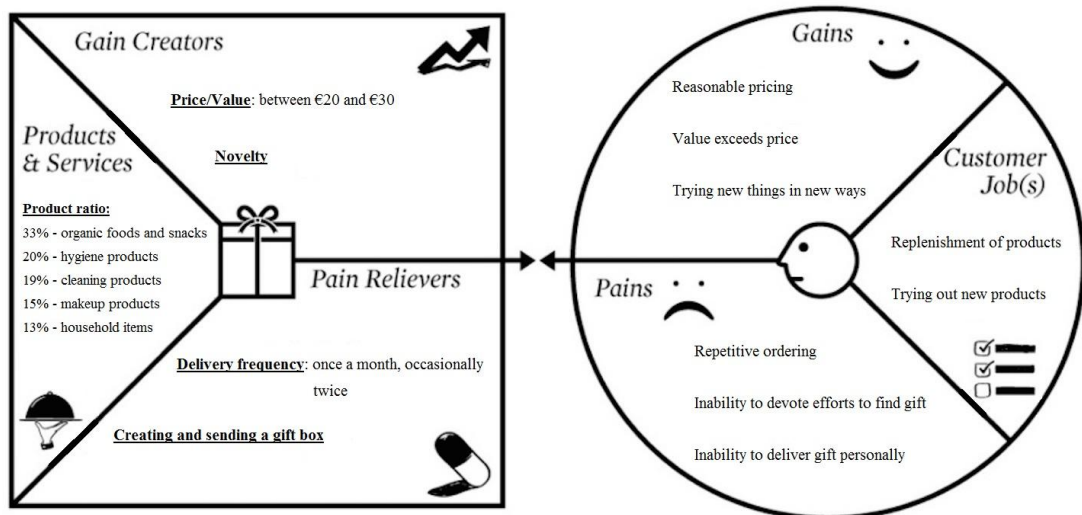 Gain Creators
Price/Value: between €20 and €30
Novelty
Products
& Services
Product ratio:
33% - organic foods and snacks
20% - hygiene products
19% - cleaning products
15% - makeup products
13% - household items
Pain Relievers
Delivery frequency: once a month, occasionally
twice
Creating and sending a gift box
Gains
Reasonable pricing
Value exceeds price
Trying new things in new ways
Customer
Job(s)
Replenishment of products
Trying out new products
Pains
Repetitive ordering
Inability to devote efforts to find gift
Inability to deliver gift personally